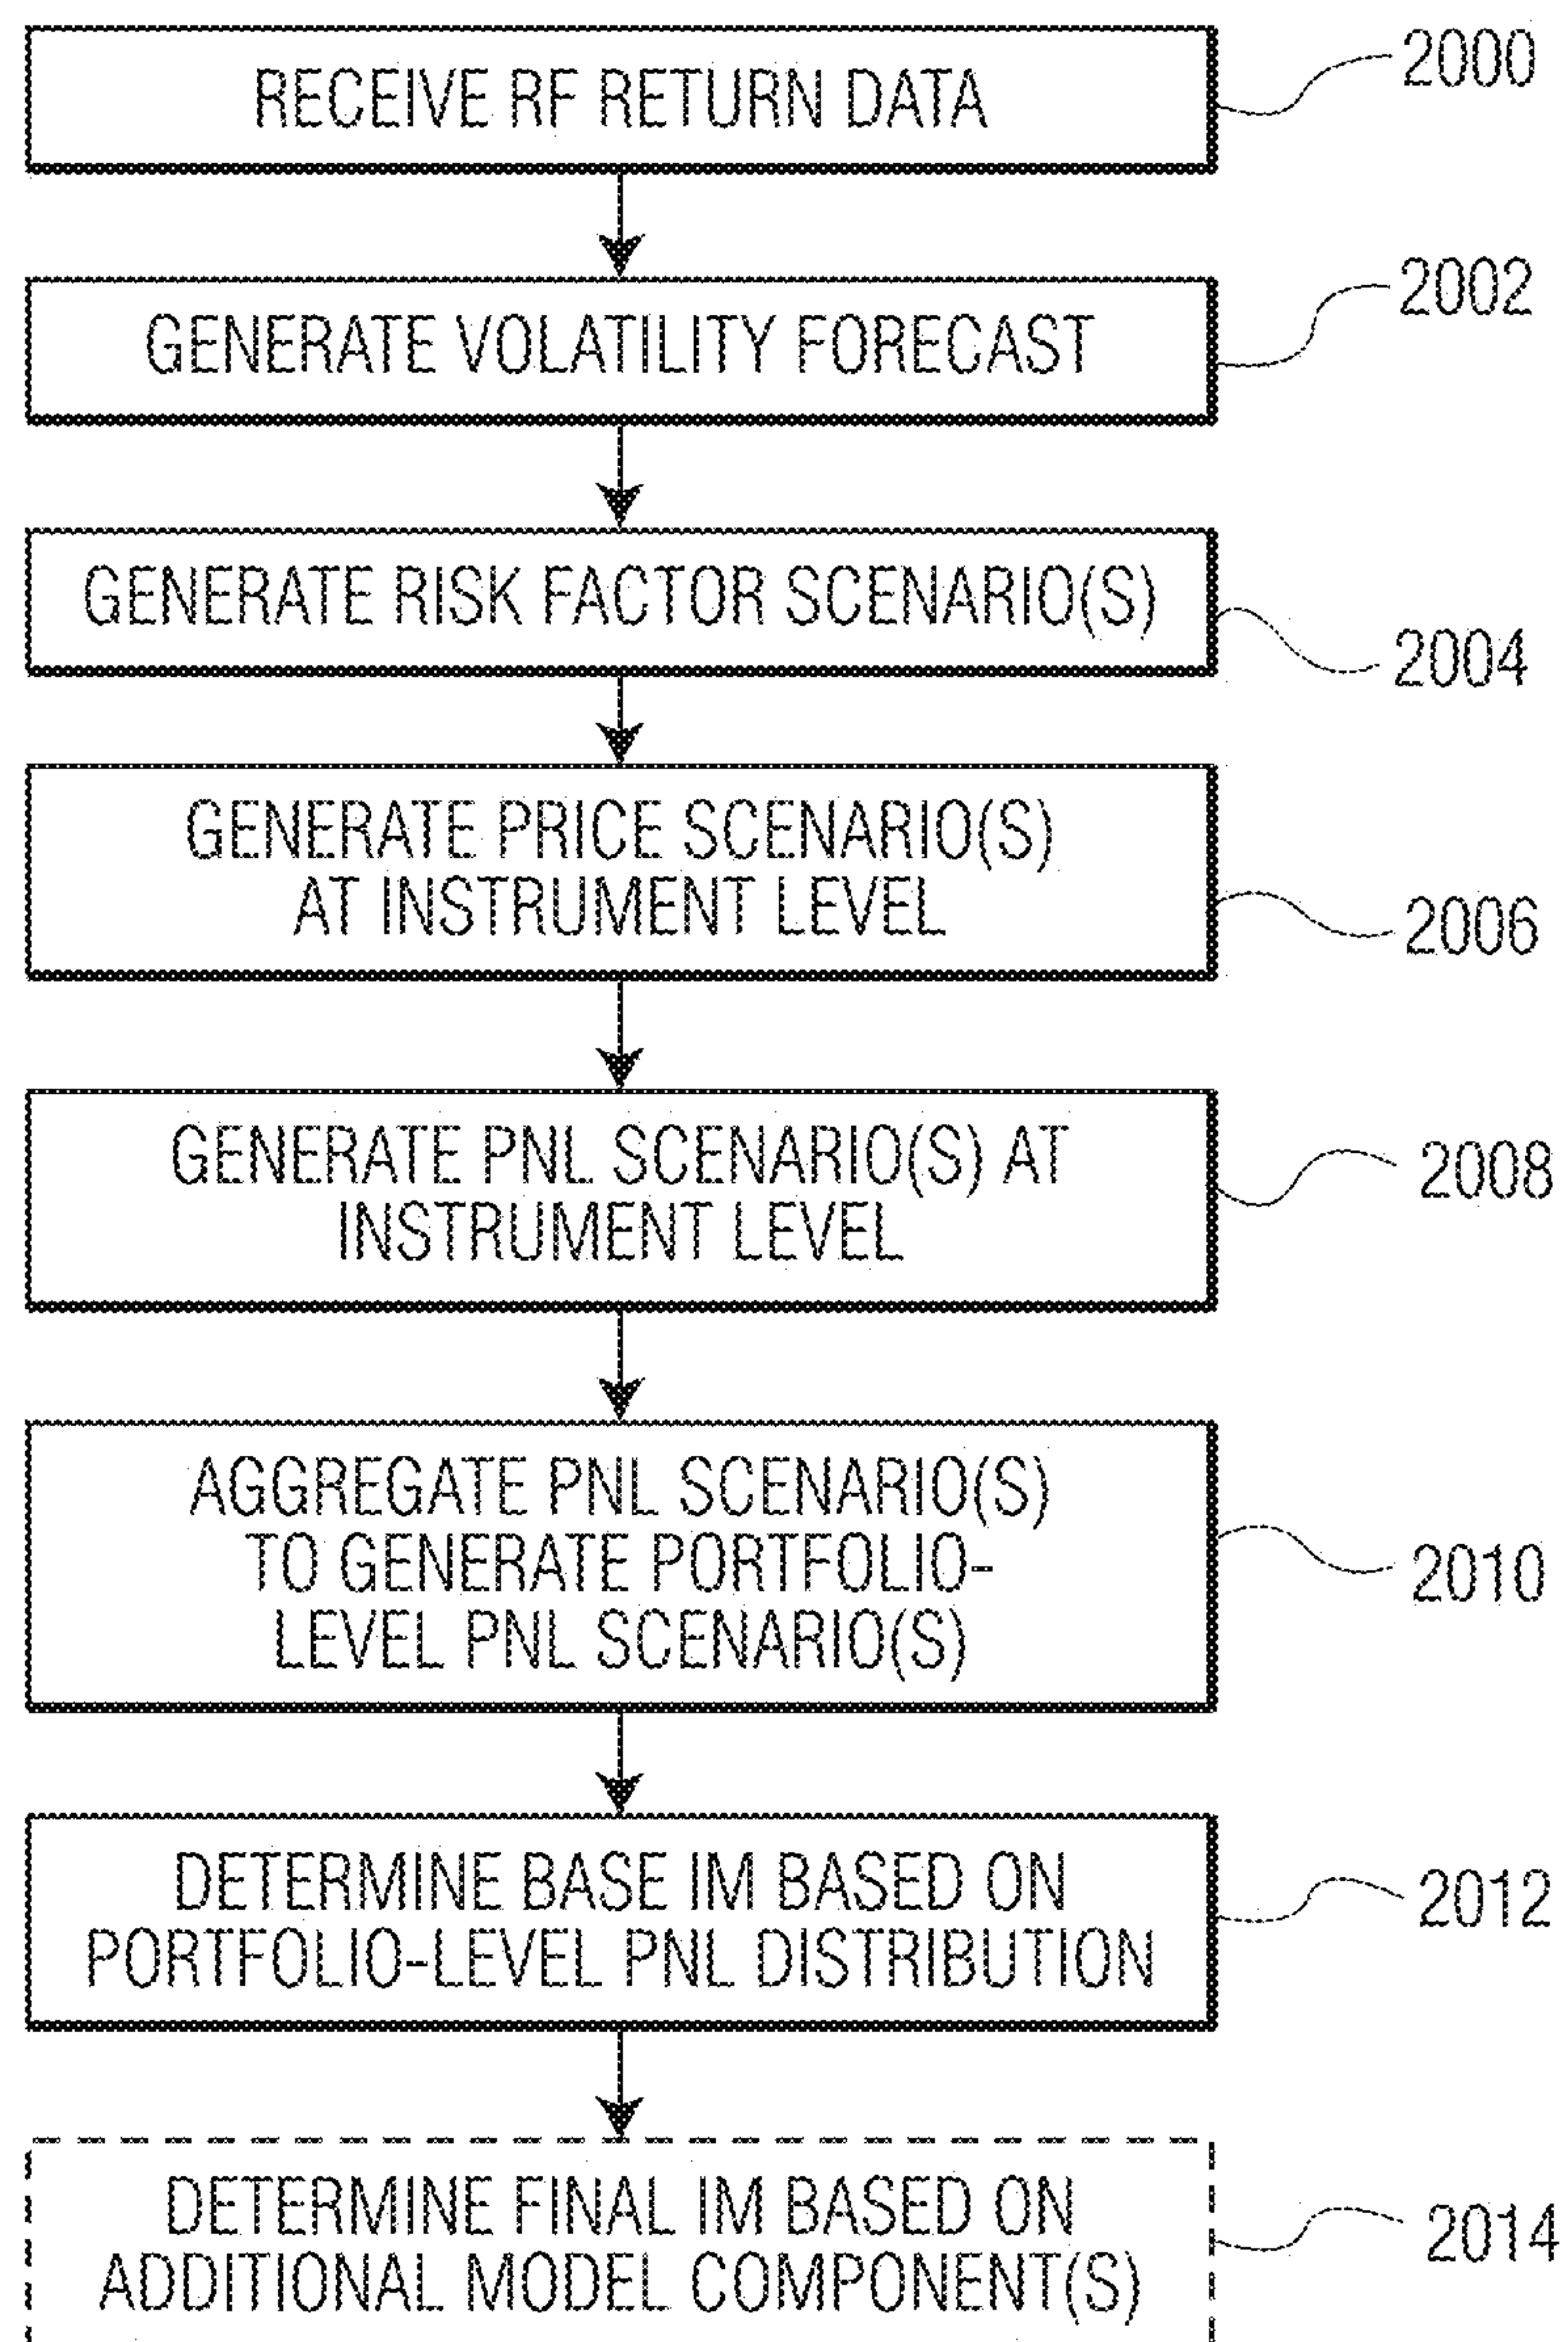 RECEIVE RF RETURN DATA
2000
GENERATE VOLATILITY FORECAST
2002
GENERATE RISK FACTOR SCENARIO(S)
2004
GENERATE PRICE SCENARIO(S)
AT INSTRUMENT LEVEL
2006
GENERATE PNL SCENARIO(S) AT
INSTRUMENT LEVEL
2008
AGGREGATE PNL SCENARIO(S)
TO GENERATE PORTFOLIO-
LEVEL PNL SCENARIO(S)
2010
DETERMINE BASE IM BASED ON
PORTFOLIO-LEVEL PNL DISTRIBUTION
2012
DETERMINE FINAL IM BASED ON
ADDITIONAL MODEL COMPONENT(S)
2014